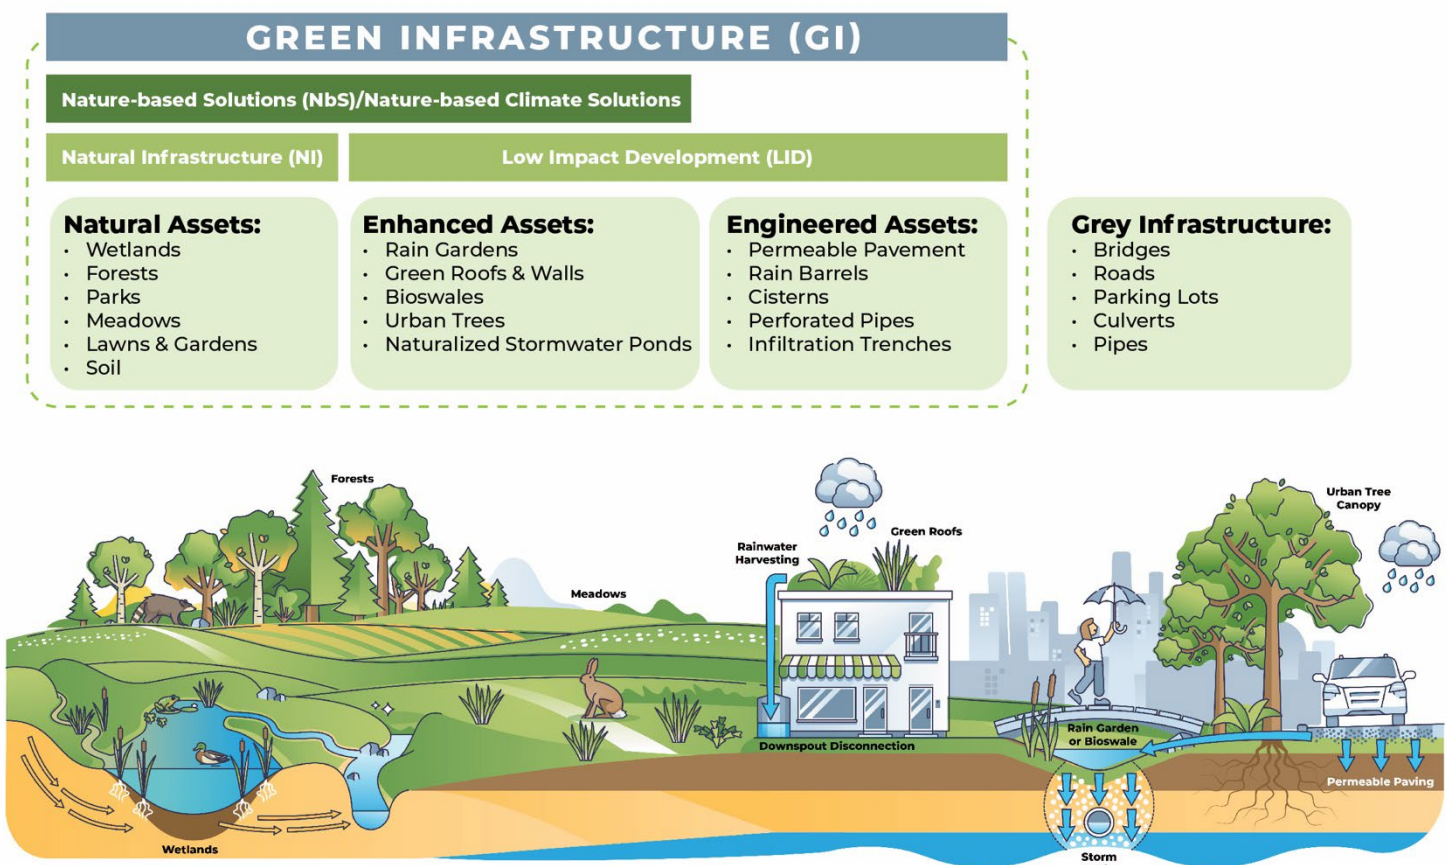 GREEN INFRASTRUCTURE (GI)
Nature-based Solutions (NbS)/Nature-based Climate Solutions
Natural Infrastructure (NI)
Low Impact Development (LID)
Natural Assets:
• Wetlands
• Forests
• Parks
• Meadows
• Lawns & Gardens
• Soil
Enhanced Assets:
• Rain Gardens
• Green Roofs & Walls
• Bioswales
• Urban Trees
• Naturalized Stormwater Ponds
Engineered Assets:
• Permeable Pavement
• Rain Barrels
• Cisterns
• Perforated Pipes
• Infiltration Trenches
Grey Infrastructure:
• Bridges
• Roads
• Parking Lots
• Culverts
• Pipes
Forests
Meadows
Rainwater
Harvesting
Green Roofs
Urban Tree
Canopy
Downspout Disconnection
Rain Garden
or Bioswale
Permeable Paving
Wetlands
Storm